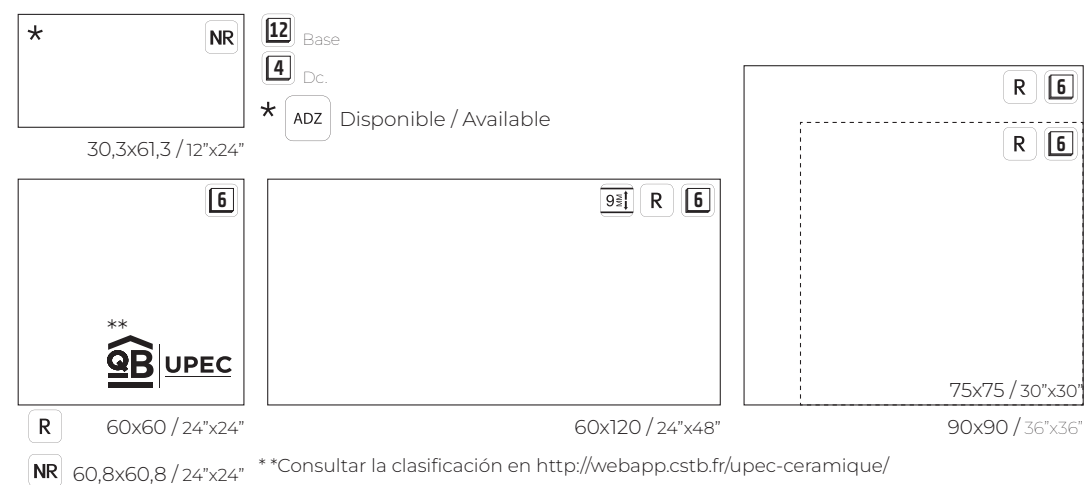 * NR
12 Base
4 Dc.
* ADZ Disponible / Available
30,3x61,3 / 12”x24”
R 6
R 6
6
9 MM R 6
**
QB UPEC
75x75 / 30”x30”
R 60x60 / 24”x24”
60x120 / 24”x48”
90x90 / 36”x36”
NR 60,8x60,8 / 24”x24”
* *Consultar la clasificación en http://webapp.cstb.fr/upec-ceramique/